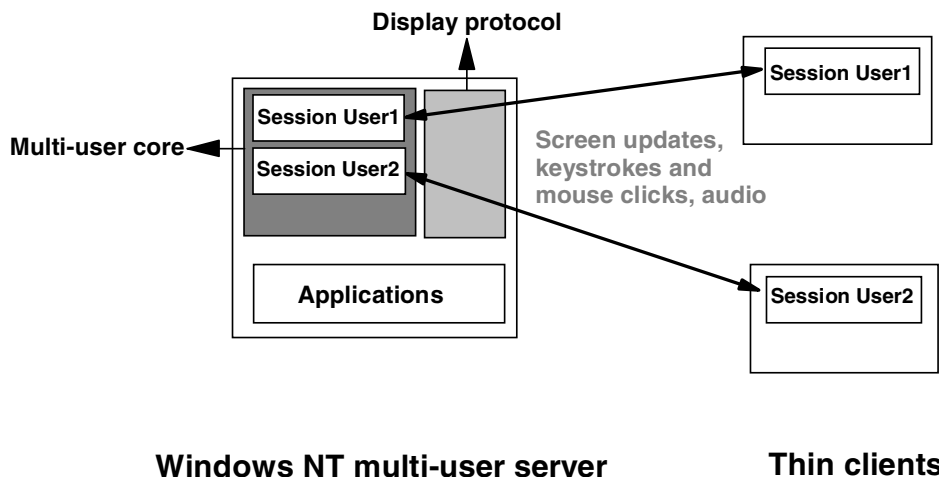 Display protocol
Session User1
Session User1
Multi-user core
Session User2
Screen updates,
keystrokes and
mouse clicks, audio
Session User2
Applications
Windows NT multi-user server
Thin clients